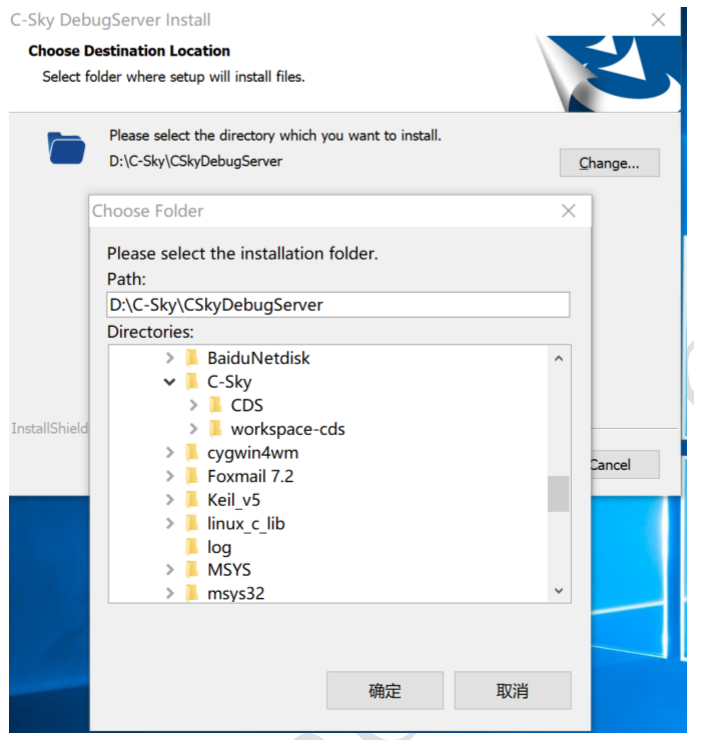 C-Sky DebugServer Install
Choose Destination Location
Select folder where setup will install files.
Please select the directory which you want to install.
D:\C-Sky\CSkyDebugServer
Change...
Choose Folder
Please select the installation folder.
Path:
D:\C-Sky\CSkyDebugServer
Directories:
BaiduNetdisk
C-Sky
CDS
workspace-cds
cygwin4wm
Foxmail 7.2
Keil_v5
linux_c_lib
log
MSYS
msys32
InstallShield
Cancel
确定
取消